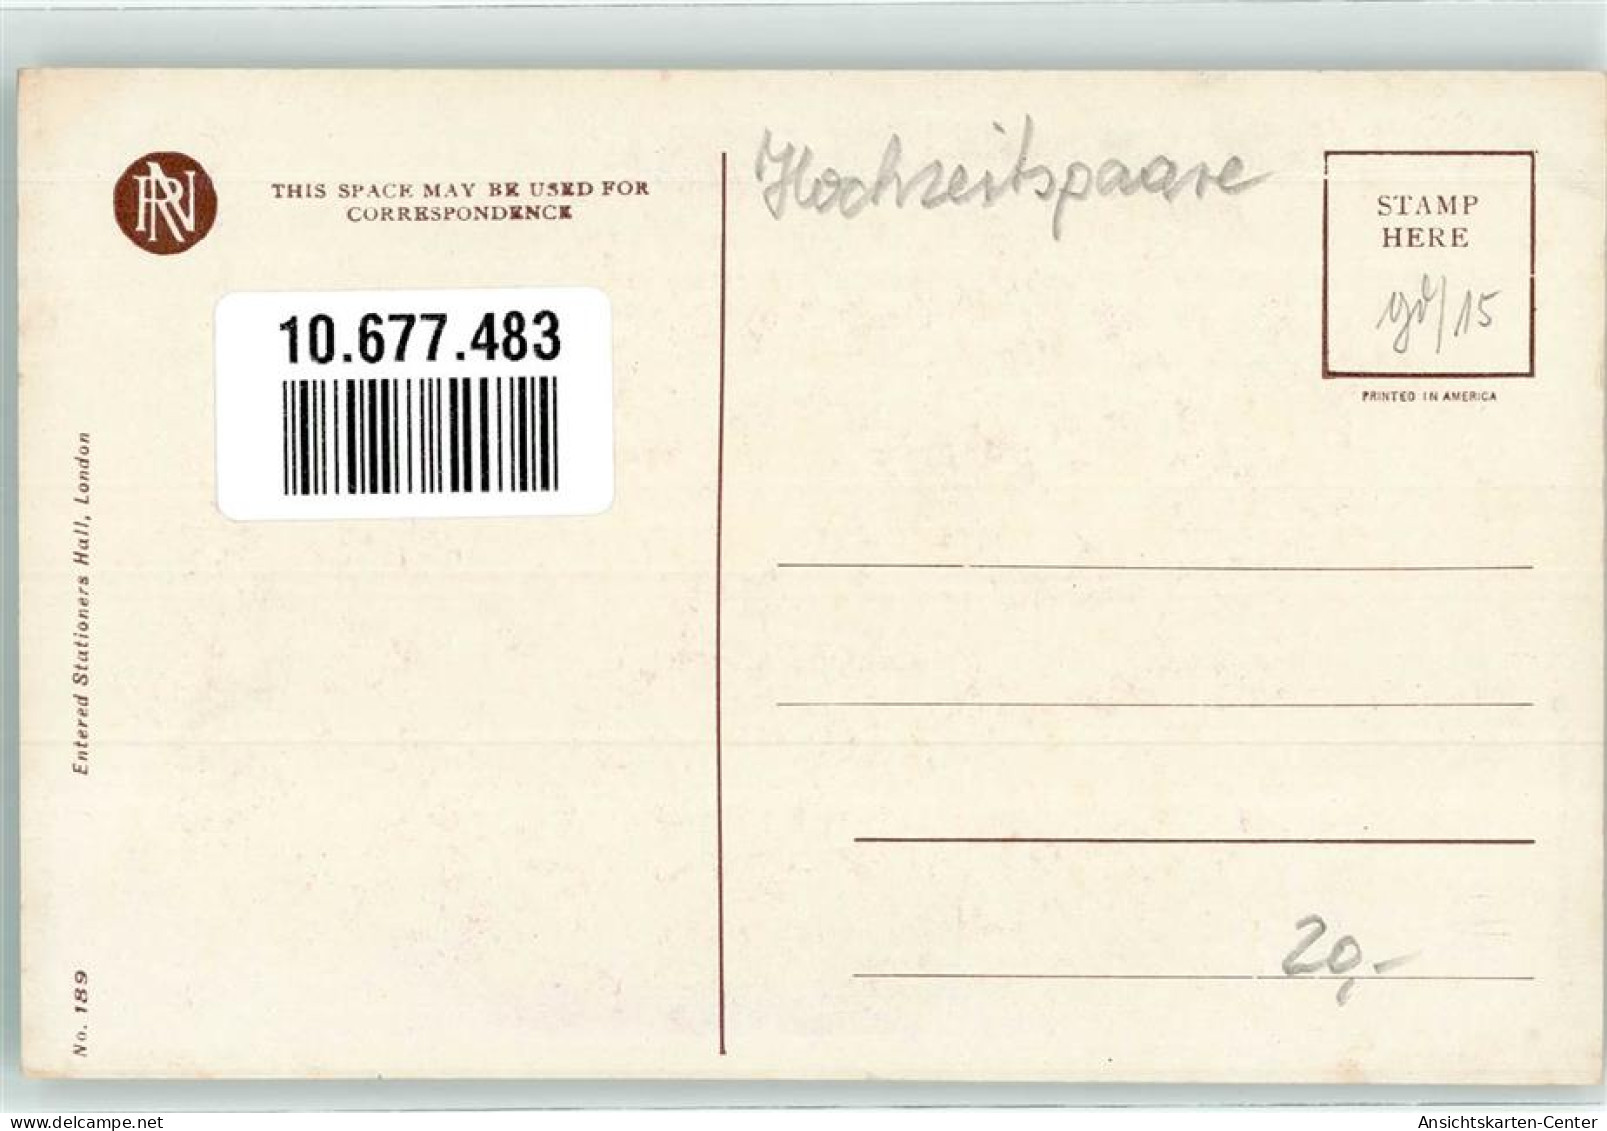 RN
THIS SPACE MAY BE USED FOR
CORRESPONDENCE
10.677.483
Entered Stationers Hall, London
No. 189
Hochzeitspaare
STAMP
HERE
/15
PRINTED IN AMERICA
20,-
www.delcampe.net
Ansichtskarten-Center